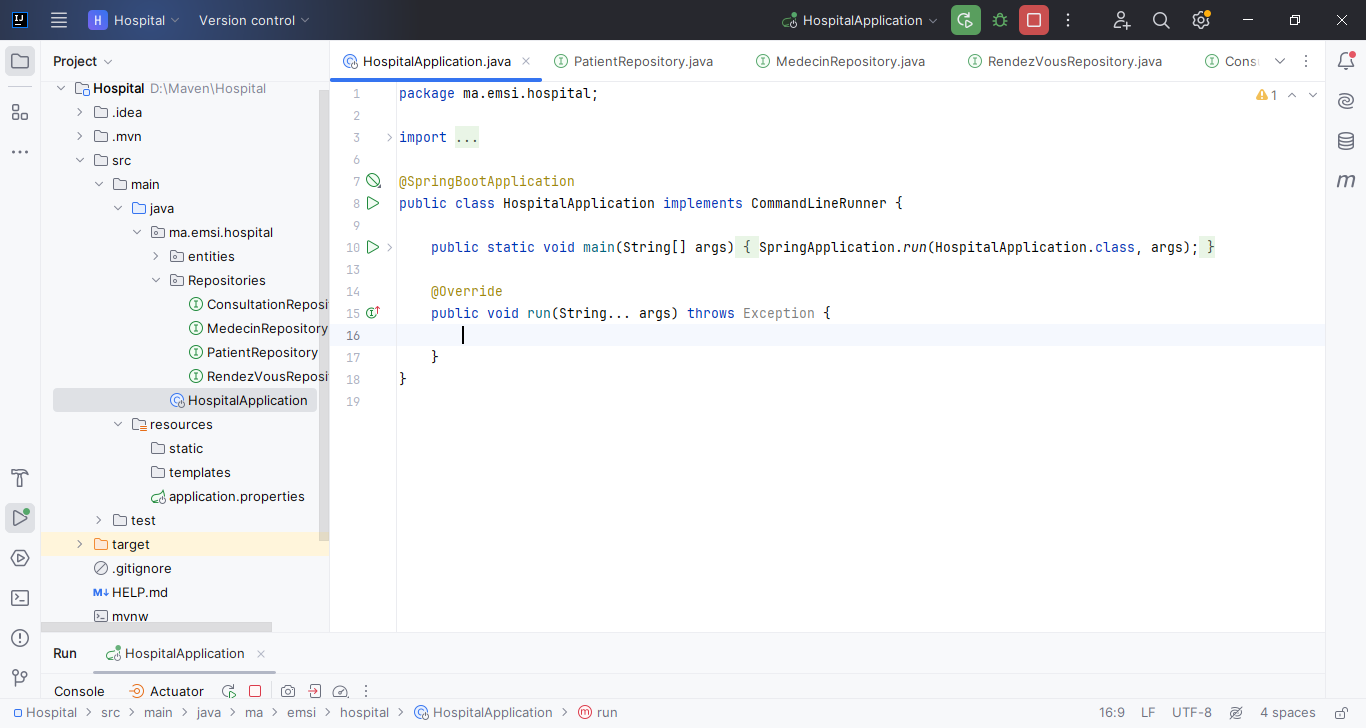 H Hospital Version control HospitalApplication
Project
Hospital D:\Maven\Hospital
.idea
.mvn
src
main
java
ma.emsi.hospital
entities
Repositories
ConsultationReposi
MedecinRepository
PatientRepository
RendezVousReposi
HospitalApplication
resources
static
templates
application.properties
test
target
.gitignore
M↓ HELP.md
mvnw
HospitalApplication.java PatientRepository.java MedecinRepository.java RendezVousRepository.java Cons
1 package ma.emsi.hospital;
1
2
3 import ...
6
7 @SpringBootApplication
8 public class HospitalApplication implements CommandLineRunner {
9
10 public static void main(String[] args) { SpringApplication.run(HospitalApplication.class, args); }
13
14 @Override
15 public void run(String... args) throws Exception {
16
17 }
18 }
19
m
Run HospitalApplication
Console Actuator
Hospital > src > main > java > ma > emsi > hospital > HospitalApplication > m run 16:9 LF UTF-8 4 spaces